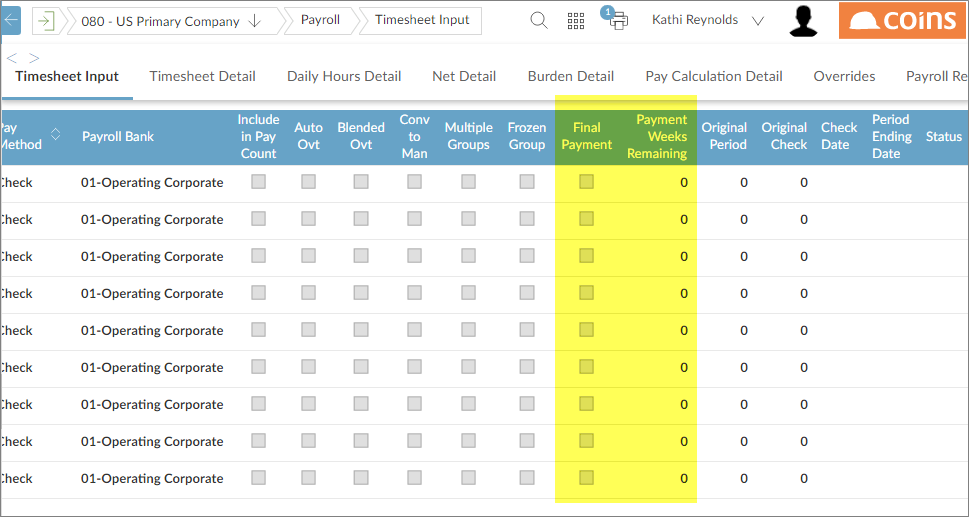 080 - US Primary Company Payroll Timesheet Input 1 Kathi Reynolds coins
Timesheet Input Timesheet Detail Daily Hours Detail Net Detail Burden Detail Pay Calculation Detail Overrides Payroll Re
Pay Method Payroll Bank Include in Pay Count Auto Ovt Blended Ovt Conv to Man Multiple Groups Frozen Group Final Payment Payment Weeks Remaining Original Period Original Check Check Date Period Ending Date Status
Check 01-Operating Corporate 0 0 0
Check 01-Operating Corporate 0 0 0
Check 01-Operating Corporate 0 0 0
Check 01-Operating Corporate 0 0 0
Check 01-Operating Corporate 0 0 0
Check 01-Operating Corporate 0 0 0
Check 01-Operating Corporate 0 0 0
Check 01-Operating Corporate 0 0 0
Check 01-Operating Corporate 0 0 0